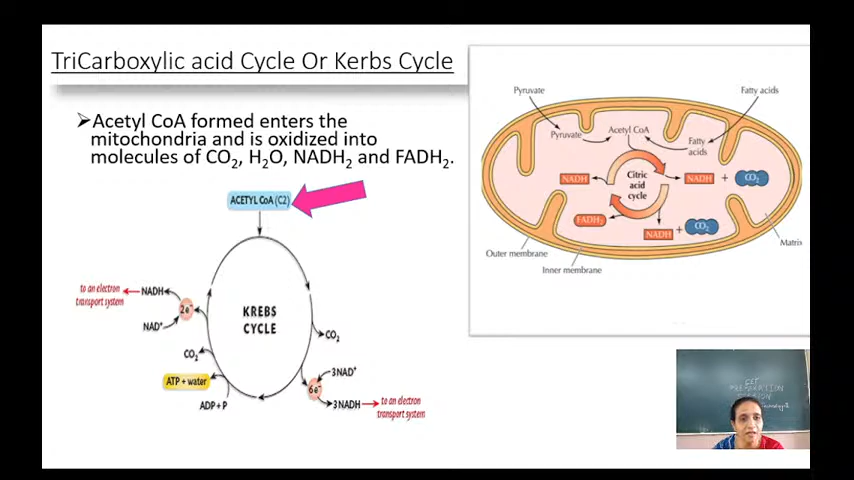 TriCarboxylic acid Cycle Or Kerbs Cycle
➢Acetyl CoA formed enters the
mitochondria and is oxidized into
molecules of CO₂, H₂O, NADH₂ and FADH₂.
ACETYL CoA (C2)
to an electron
transport system
NADH
2e⁻
NAD⁺
KREBS
CYCLE
CO₂
CO₂
ATP + water
ADP + P
3NAD⁺
6e⁻
3NADH
to an electron
transport system
Pyruvate
Fatty acids
Pyruvate
Acetyl CoA
Fatty
acids
NADH
Citric
acid
cycle
NADH + CO₂
FADH₂
NADH + CO₂
Outer membrane
Inner membrane
Matrix
CET